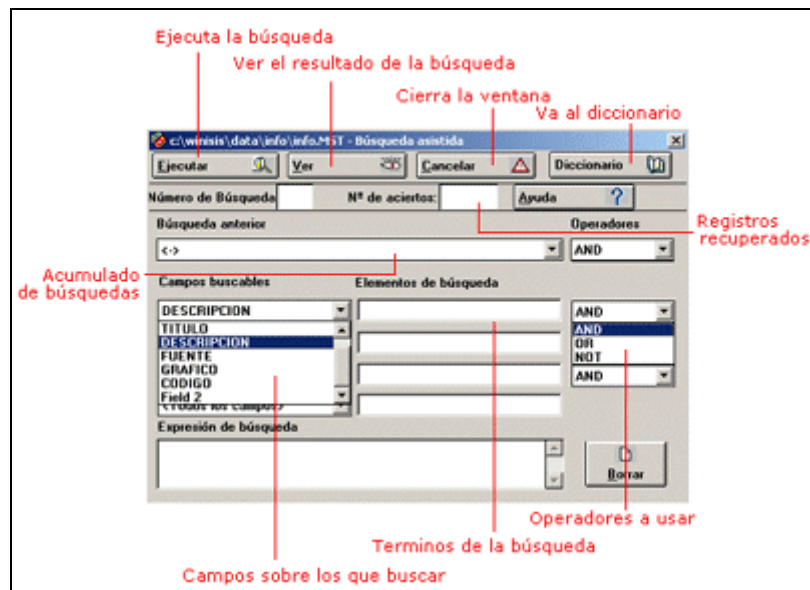 Ejecuta la búsqueda
Ver el resultado de la búsqueda
Cierra la ventana
Va al diccionario
c:\winisis\data\info\info.MST - Búsqueda asistida
Ejecutar
Ver
Cancelar
Diccionario
Número de Búsqueda
Nº de aciertos:
Ayuda
Registros
recuperados
Búsqueda anterior
Operadores
<->
AND
Acumulado
de búsquedas
Campos buscables
Elementos de búsqueda
DESCRIPCION
AND
TITULO
AND
DESCRIPCION
OR
FUENTE
NOT
GRAFICO
AND
CODIGO
Field 2
<Todos los campos>
Expresión de búsqueda
Borrar
Operadores a usar
Terminos de la búsqueda
Campos sobre los que buscar